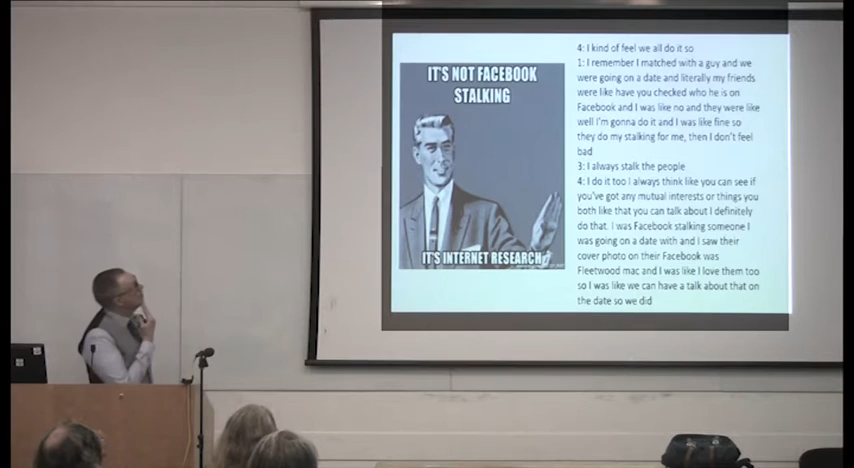 IT'S NOT FACEBOOK
STALKING
IT'S INTERNET RESEARCH
4: I kind of feel we all do it so
1: I remember I matched with a guy and we
were going on a date and literally my friends
were like have you checked who he is on
Facebook and I was like no and they were like
well I'm gonna do it and I was like fine so
they do my stalking for me, then I don't feel
bad
3: I always stalk the people
4: I do it too I always think like you can see if
you've got any mutual interests or things you
both like that you can talk about I definitely
do that. I was Facebook stalking someone I
was going on a date with and I saw their
cover photo on their Facebook was
Fleetwood mac and I was like I love them too
so I was like we can have a talk about that on
the date so we did